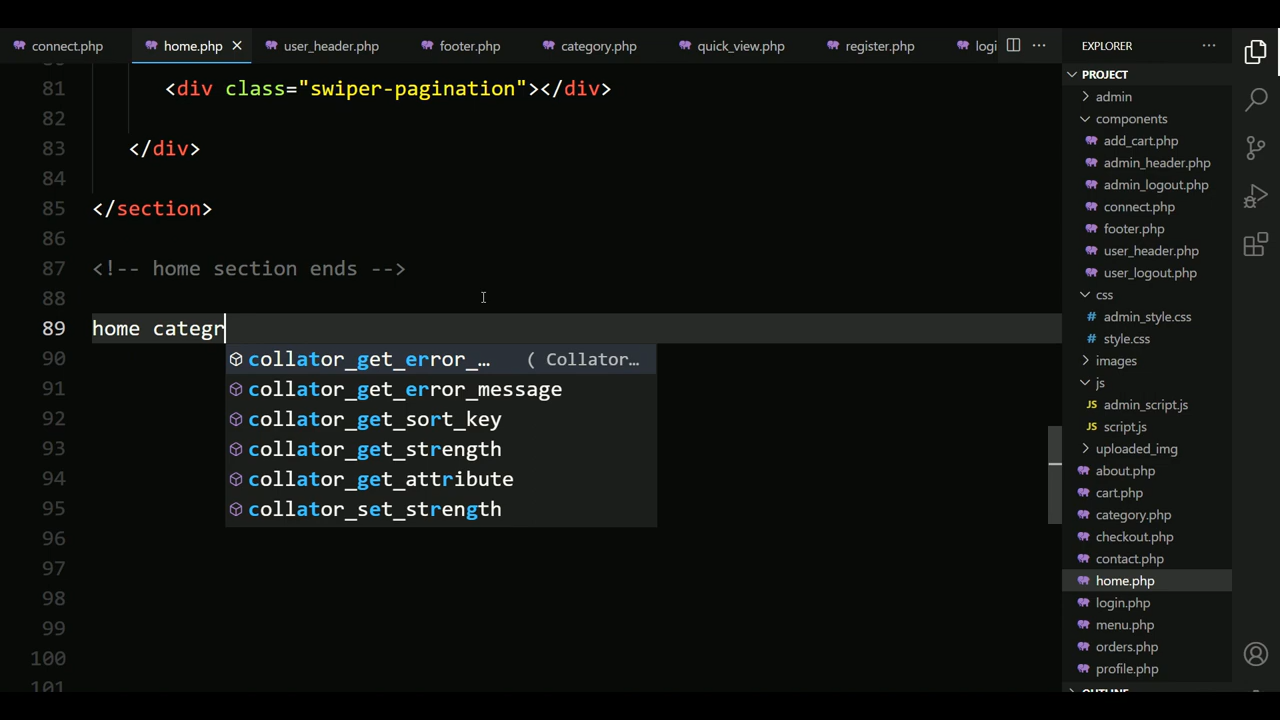 connect.php home.php user_header.php footer.php category.php quick_view.php register.php logi
EXPLORER
PROJECT
admin
components
add_cart.php
admin_header.php
admin_logout.php
connect.php
footer.php
user_header.php
user_logout.php
css
admin_style.css
style.css
images
js
JS admin_script.js
JS script.js
uploaded_img
about.php
cart.php
category.php
checkout.php
contact.php
home.php
login.php
menu.php
orders.php
profile.php
81 <div class="swiper-pagination"></div>
82
83 </div>
84
85 </section>
86
87 <!-- home section ends -->
88
89 home categr
90
91
92
93
94
95
96
97
98
99
100
collator_get_error_… ( Collator…
collator_get_error_message
collator_get_sort_key
collator_get_strength
collator_get_attribute
collator_set_strength